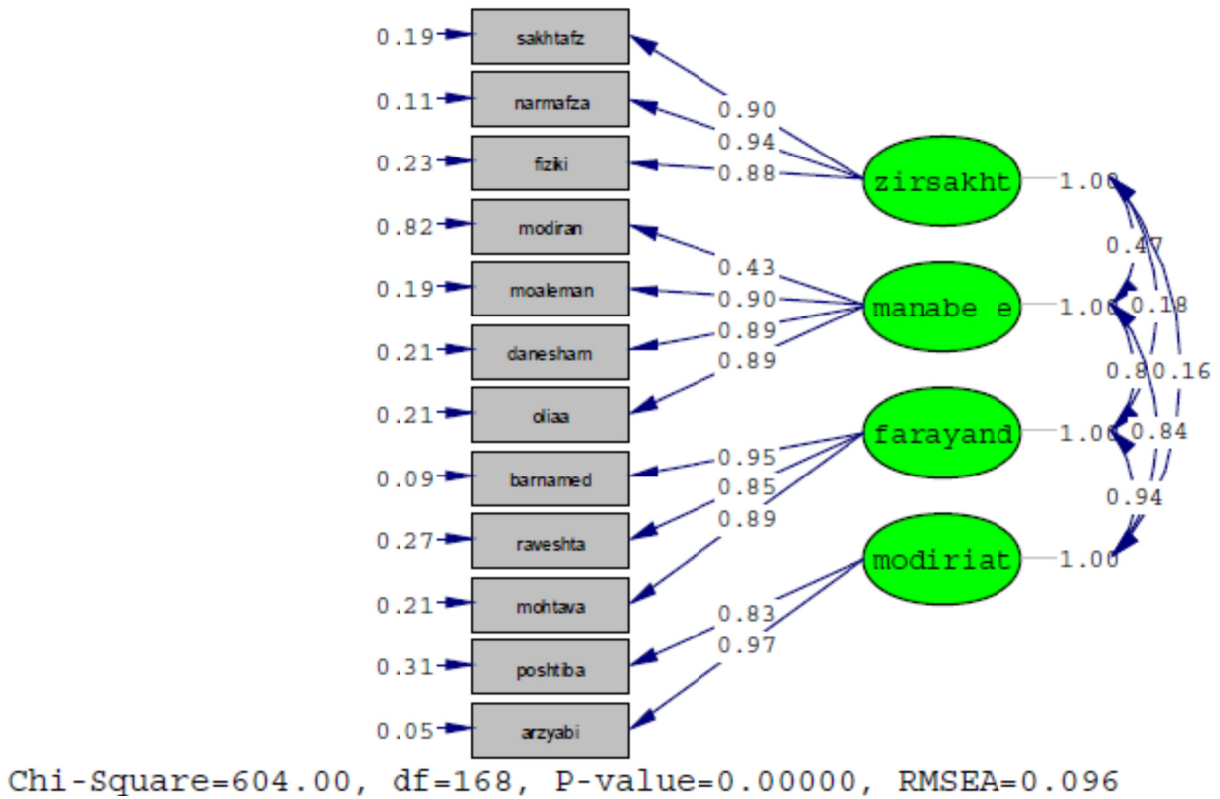 0.19 sakhtafz
0.11 narmafza
0.23 fiziki
0.82 modiran
0.19 moaleman
0.21 danesham
0.21 oliaa
0.09 barnamed
0.27 raveshta
0.21 mohtava
0.31 poshtiba
0.05 arzyabi
0.90
0.94
0.88
0.43
0.90
0.89
0.89
0.95
0.85
0.89
0.83
0.97
zirsakht 1.00
manabe e 1.00
farayand 1.00
modiriat 1.00
0.47
0.18
0.16
0.84
0.94
Chi-Square=604.00, df=168, P-value=0.00000, RMSEA=0.096